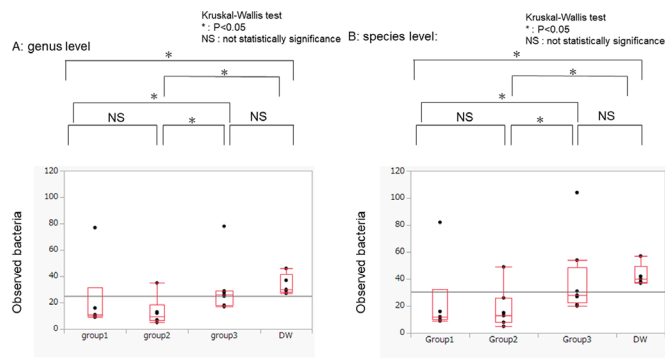 Kruskal-Wallis test
* : P<0.05
NS : not statistically significance
A: genus level
*
*
*
NS
*
NS
Observed bacteria
120
100
80
60
40
20
0
group1
group2
group3
DW
Kruskal-Wallis test
* : P<0.05
NS : not statistically significance
B: species level:
*
*
*
NS
*
NS
Observed bacteria
120
100
80
60
40
20
0
Group1
Group2
Group3
DW